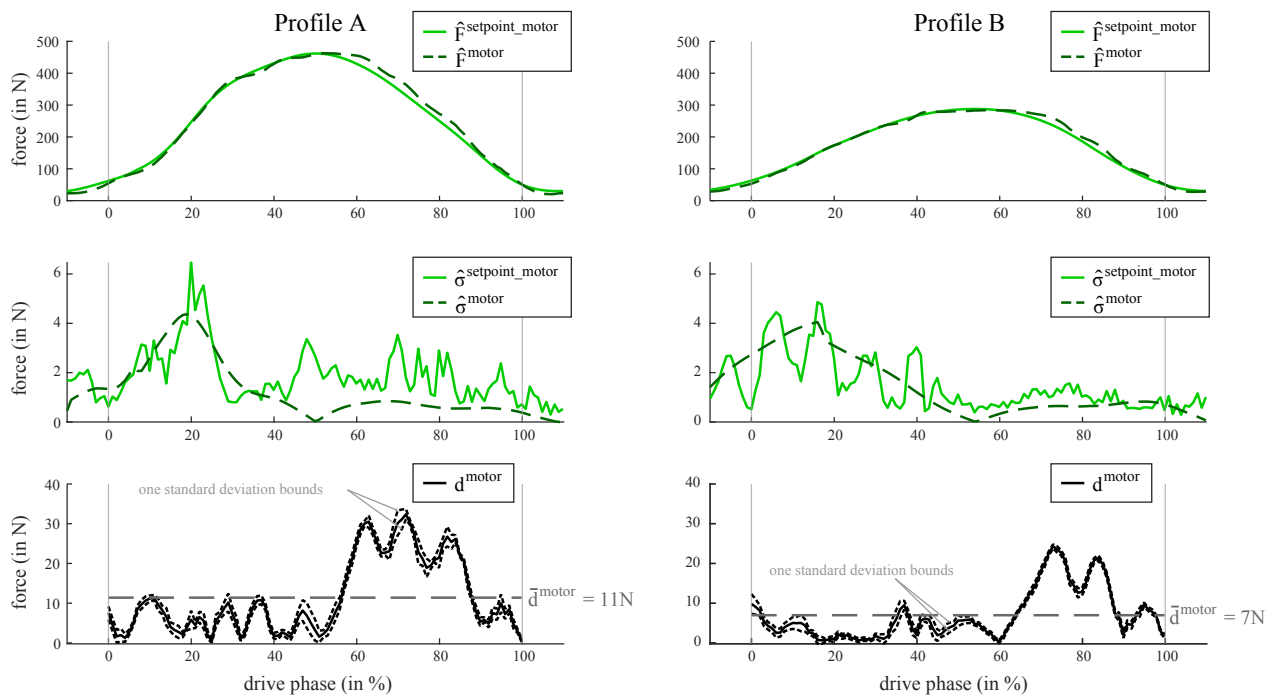 Profile A
force (in N)
500
400
300
200
100
0
0 20 40 60 80 100
F̂^setpoint_motor
F̂^motor
Profile B
500
400
300
200
100
0
0 20 40 60 80 100
F̂^setpoint_motor
F̂^motor
force (in N)
6
4
2
0
0 20 40 60 80 100
σ̂^setpoint_motor
σ̂^motor
6
4
2
0
0 20 40 60 80 100
σ̂^setpoint_motor
σ̂^motor
force (in N)
40
30
20
10
0
0 20 40 60 80 100
d^motor
one standard deviation bounds
d̄^motor = 11N
drive phase (in %)
40
30
20
10
0
0 20 40 60 80 100
d^motor
one standard deviation bounds
d̄^motor = 7N
drive phase (in %)